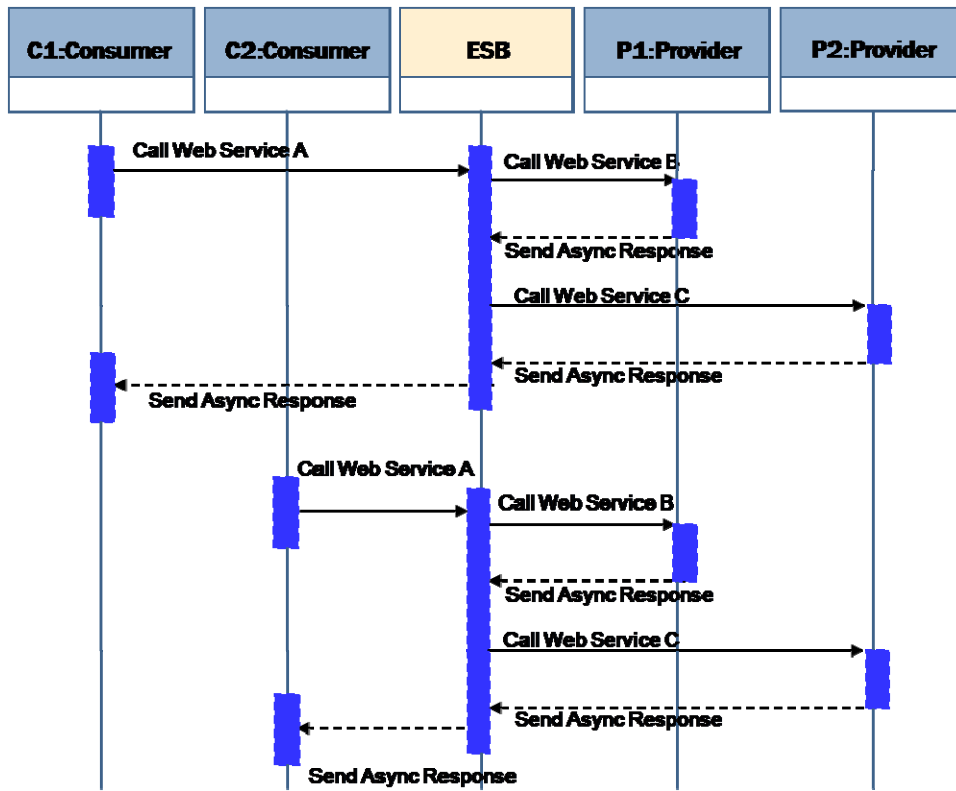 C1:Consumer
C2:Consumer
ESB
P1:Provider
P2:Provider
Call Web Service A
Call Web Service B
Send Async Response
Call Web Service C
Send Async Response
Send Async Response
Call Web Service A
Call Web Service B
Send Async Response
Call Web Service C
Send Async Response
Send Async Response